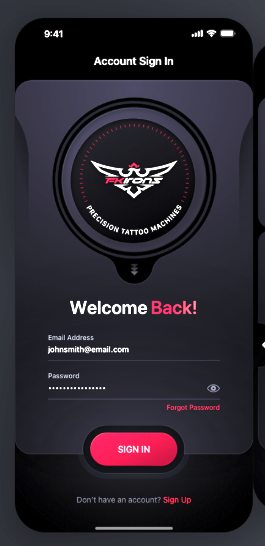 9:41
Account Sign In
FKirons
PRECISION TATTOO MACHINES
Welcome Back!
Email Address
johnsmith@email.com
Password
••••••••••••••••
Forgot Password
SIGN IN
Don't have an account? Sign Up